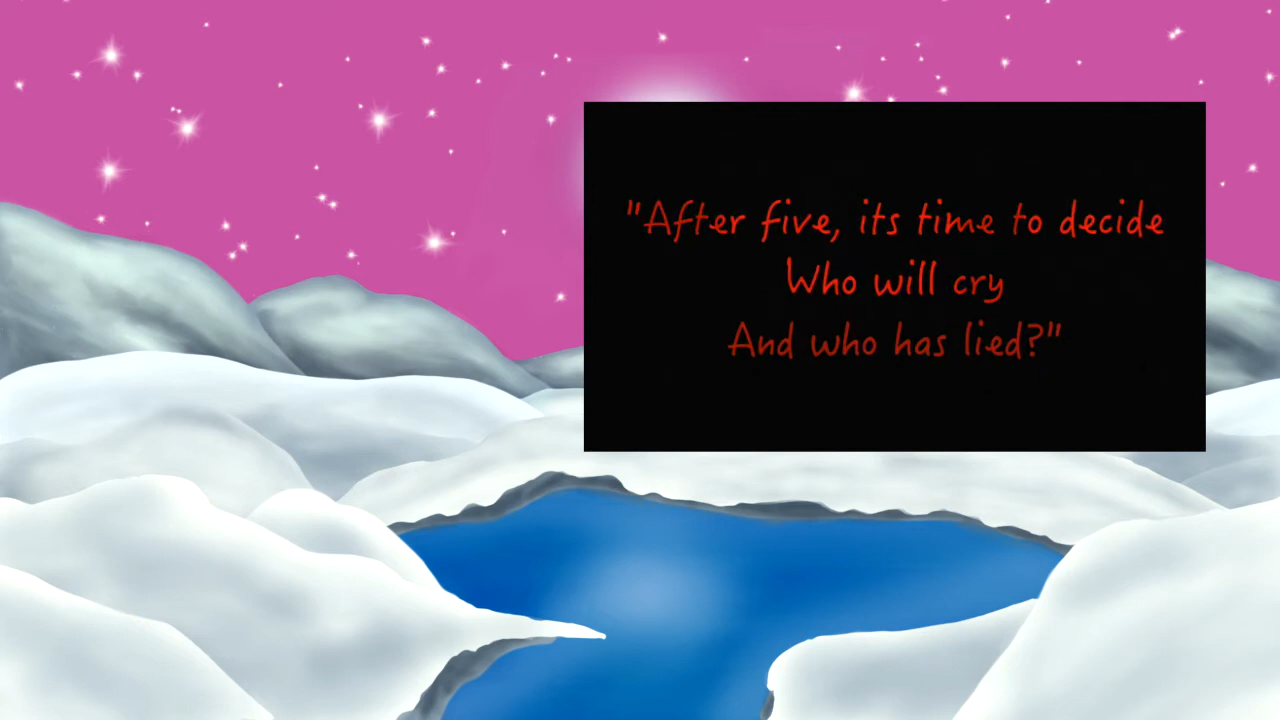 "After five, its time to decide
Who will cry
And who has lied?"